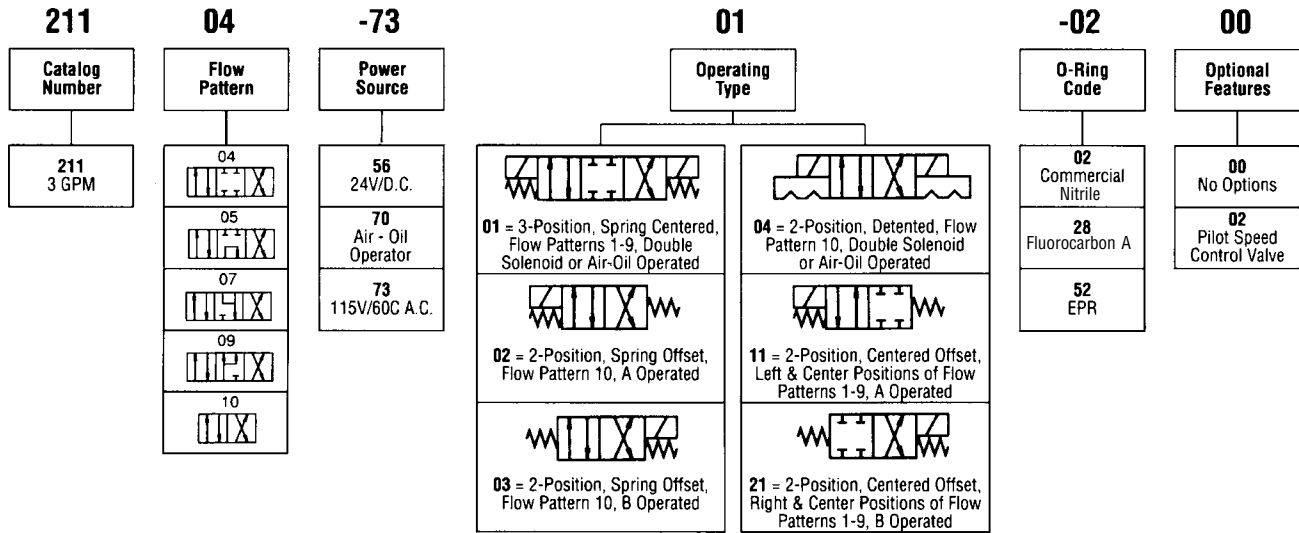 211 04 -73 01 -02 00
Catalog
Number
Flow
Pattern
Power
Source
Operating
Type
O-Ring
Code
Optional
Features
211
3 GPM
04
05
07
09
10
56
24V/D.C.
70
Air - Oil
Operator
73
115V/60C A.C.
01 = 3-Position, Spring Centered,
Flow Patterns 1-9, Double
Solenoid or Air-Oil Operated
02 = 2-Position, Spring Offset,
Flow Pattern 10, A Operated
03 = 2-Position, Spring Offset,
Flow Pattern 10, B Operated
04 = 2-Position, Detented, Flow
Pattern 10, Double Solenoid
or Air-Oil Operated
11 = 2-Position, Centered Offset,
Left & Center Positions of Flow
Patterns 1-9, A Operated
21 = 2-Position, Centered Offset,
Right & Center Positions of Flow
Patterns 1-9, B Operated
02
Commercial
Nitrile
28
Fluorocarbon A
52
EPR
00
No Options
02
Pilot Speed
Control Valve